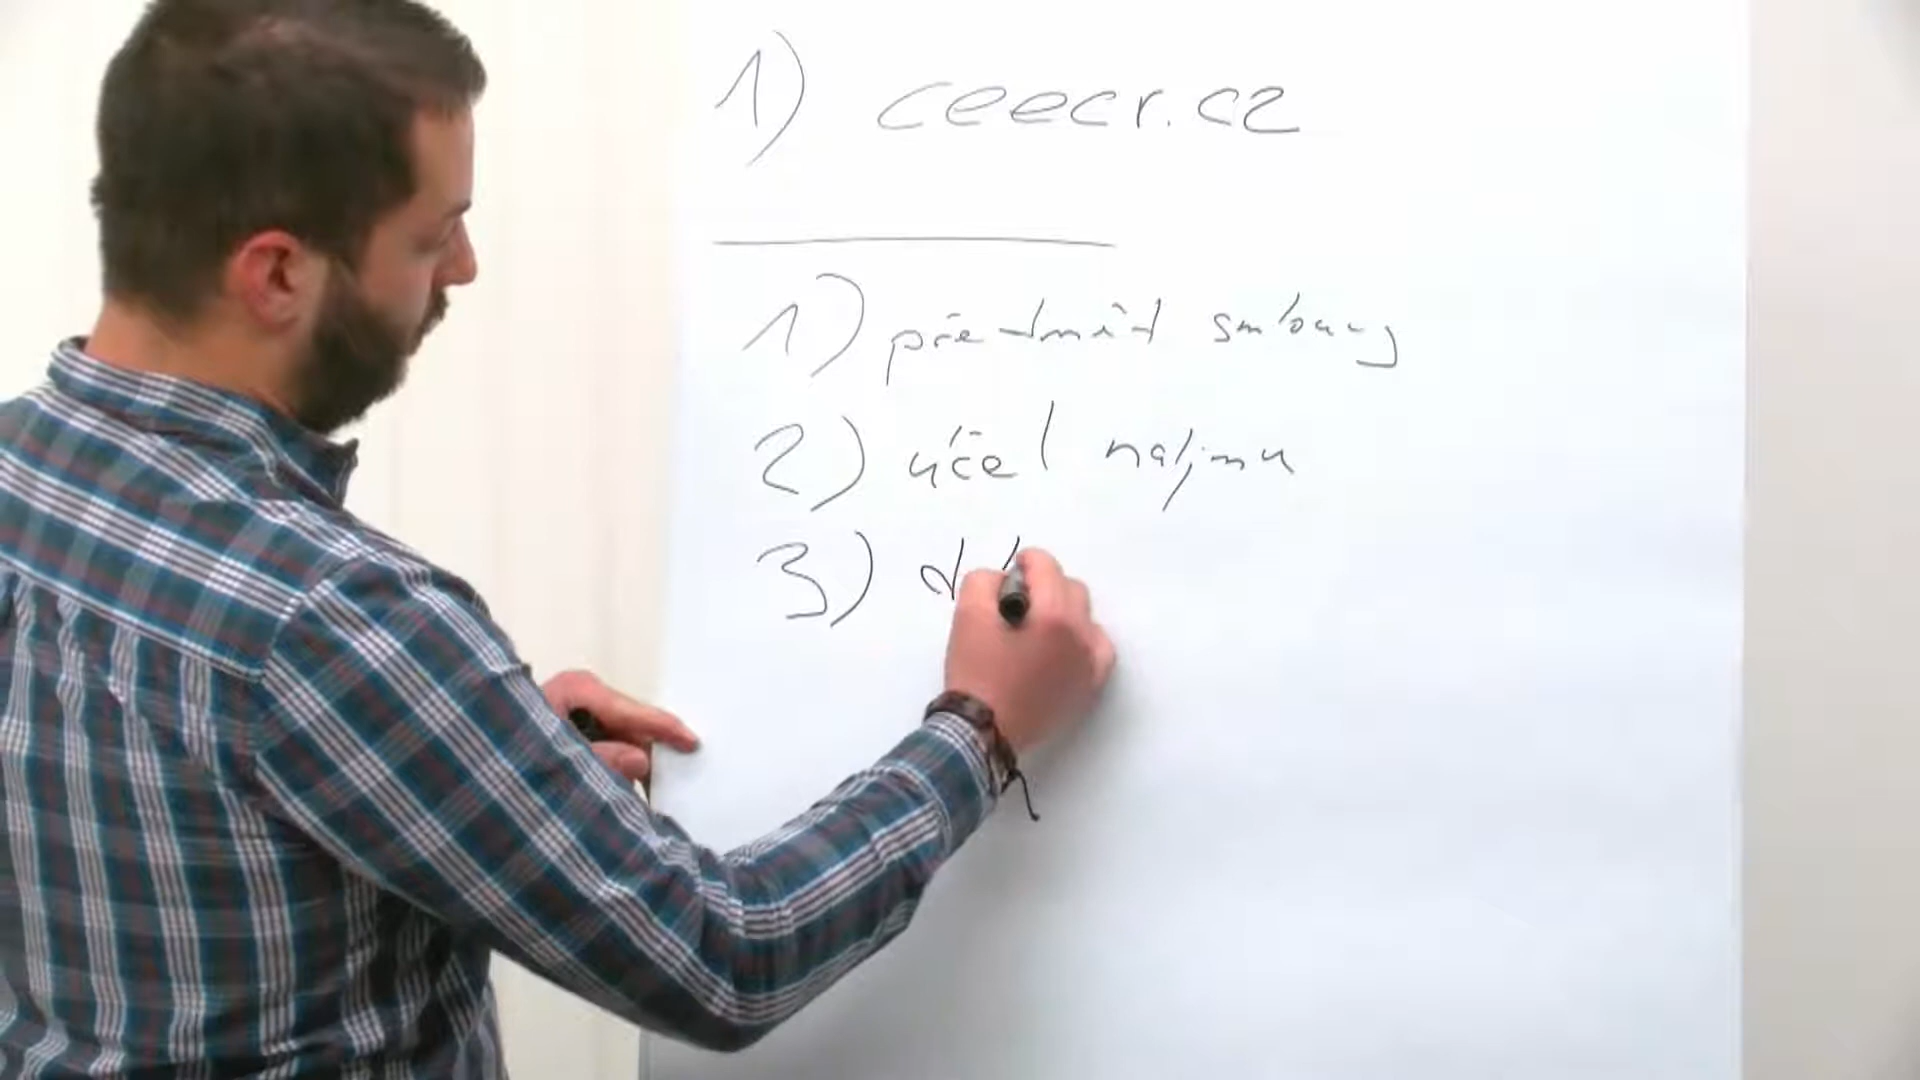 1) ceecr.cz
1) předmět smlouvy
2) účel nájmu
3) d